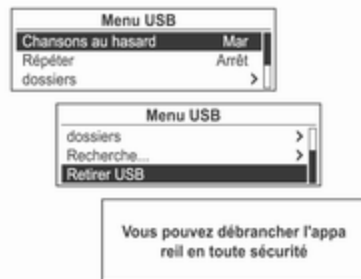 Menu USB
Chansons au hasard Mar
Répéter Arrêt
dossiers >
Menu USB
dossiers >
Recherche... >
Retirer USB
Vous pouvez débrancher l'appa
reil en toute sécurité